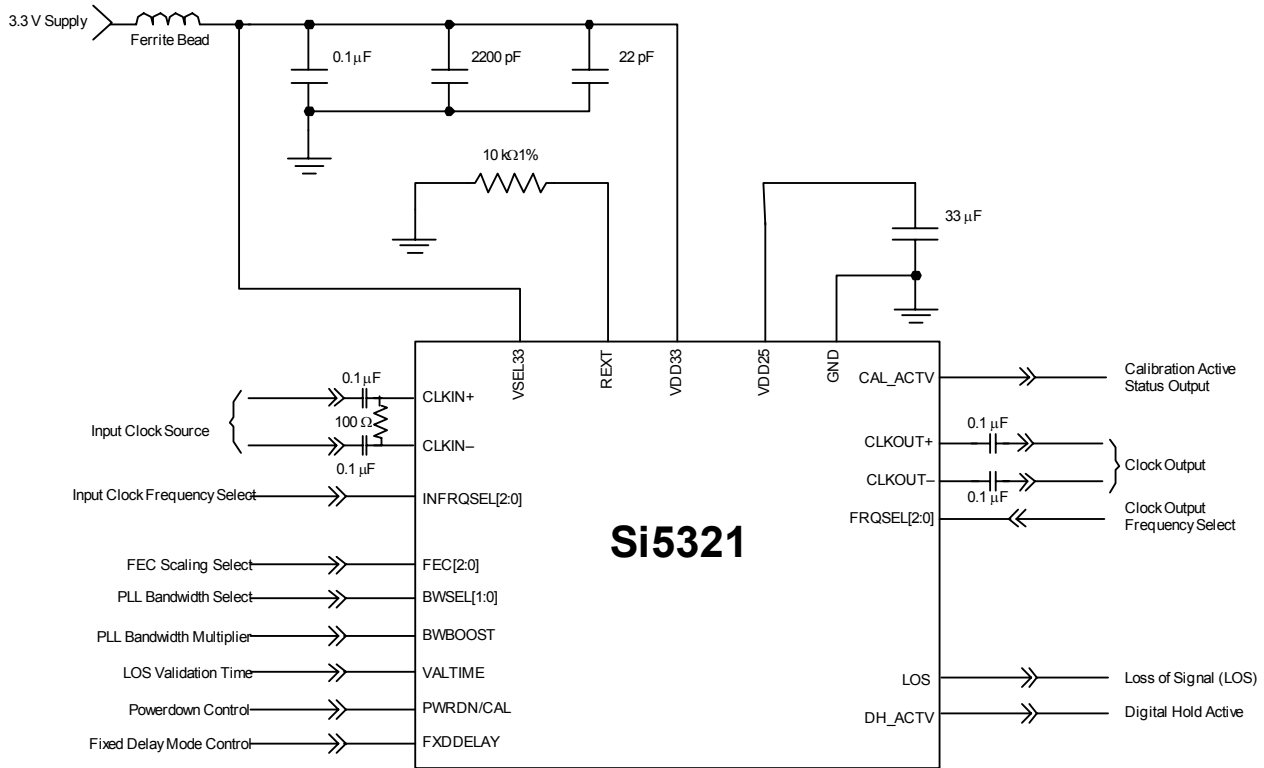 3.3 V Supply
Ferrite Bead
0.1 μF
2200 pF
22 pF
10 kΩ 1%
33 μF
VSEL33
REXT
VDD33
VDD25
GND
Input Clock Source
0.1 μF
100 Ω
0.1 μF
CLKIN+
CLKIN–
Input Clock Frequency Select
INFRQSEL[2:0]
FEC Scaling Select
FEC[2:0]
PLL Bandwidth Select
BWSEL[1:0]
PLL Bandwidth Multiplier
BWBOOST
LOS Validation Time
VALTIME
Powerdown Control
PWRDN/CAL
Fixed Delay Mode Control
FXDDELAY
Si5321
CAL_ACTV
Calibration Active
Status Output
CLKOUT+
0.1 μF
CLKOUT–
0.1 μF
Clock Output
FRQSEL[2:0]
Clock Output
Frequency Select
LOS
Loss of Signal (LOS)
DH_ACTV
Digital Hold Active